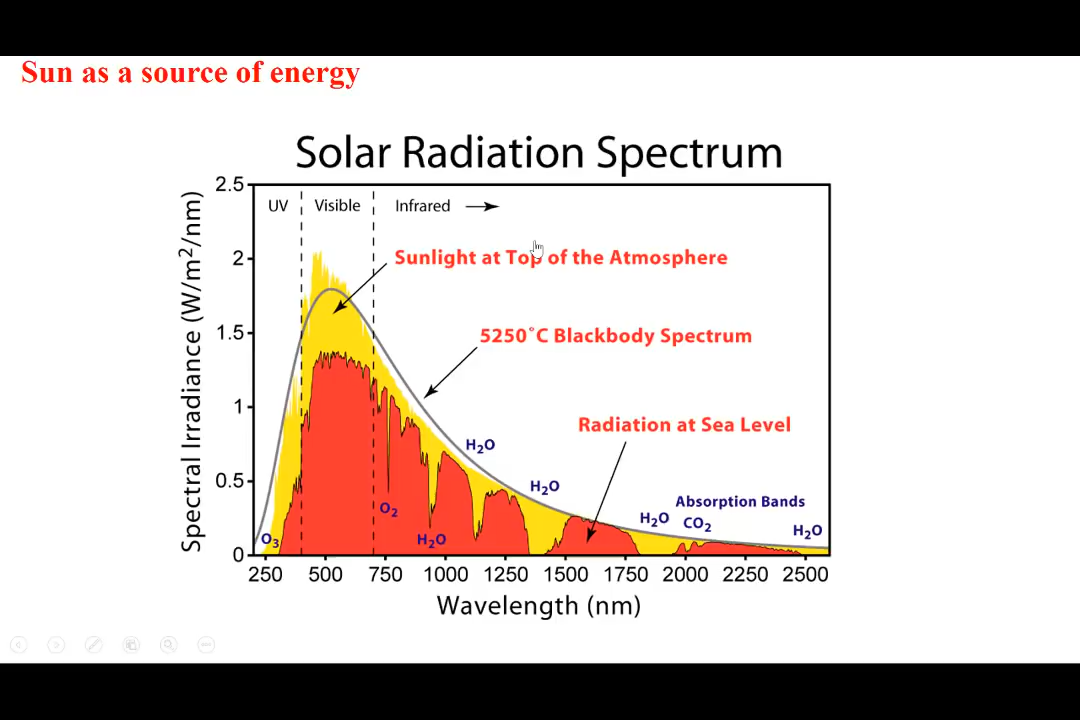 Sun as a source of energy
Solar Radiation Spectrum
UV Visible Infrared
Sunlight at Top of the Atmosphere
5250°C Blackbody Spectrum
Radiation at Sea Level
H₂O
H₂O
Absorption Bands
H₂O CO₂ H₂O
O₂
O₃ H₂O
Spectral Irradiance (W/m²/nm)
2.5
2
1.5
1
0.5
0
250 500 750 1000 1250 1500 1750 2000 2250 2500
Wavelength (nm)